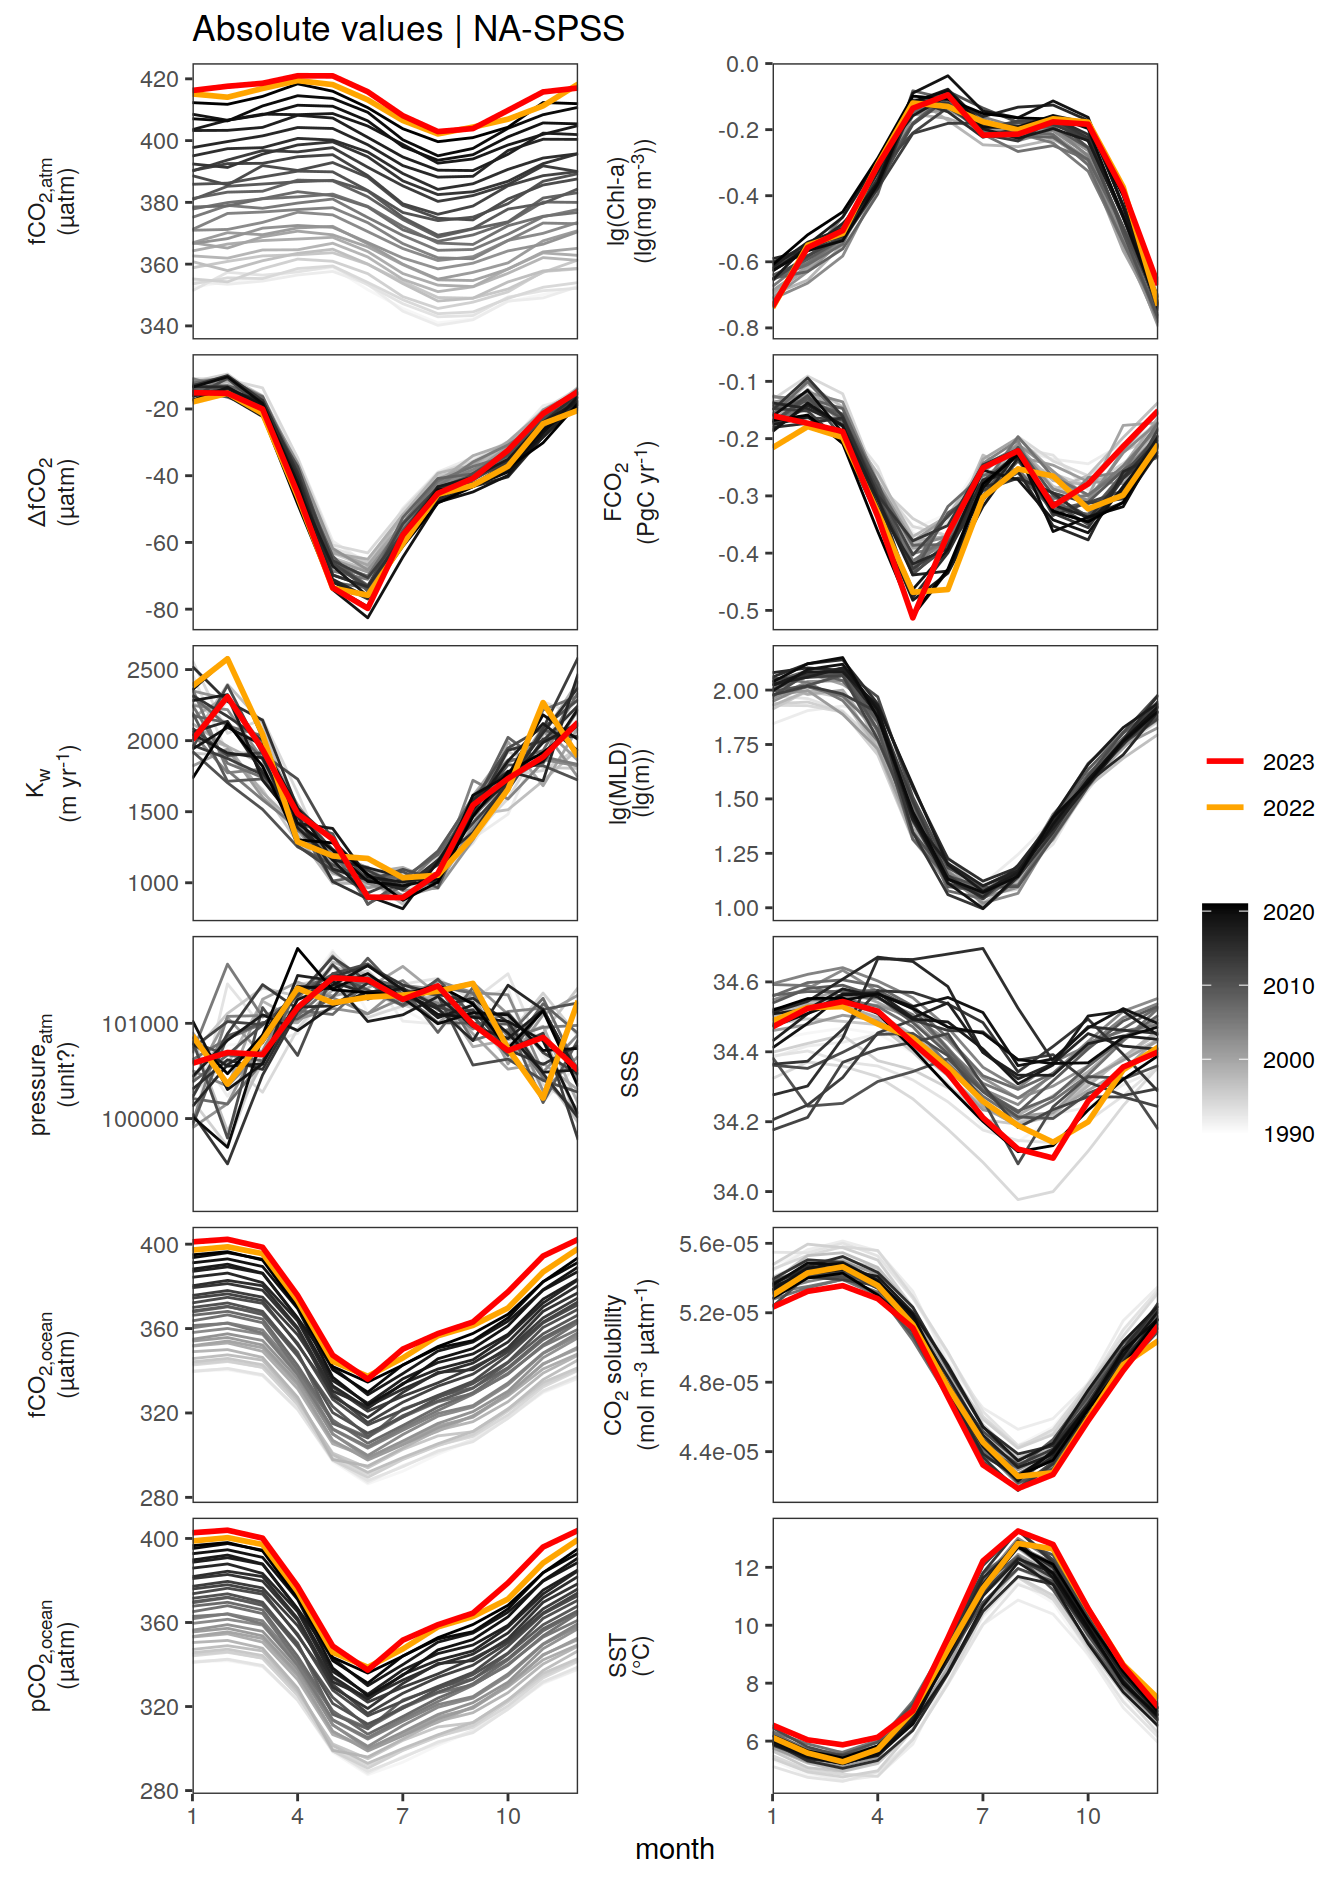 Absolute values | NA-SPSS
fCO2,atm
(µatm)
420
400
380
360
340
lg(Chl-a)
(lg(mg m-3))
0.0
-0.2
-0.4
-0.6
-0.8
ΔfCO2
(µatm)
-20
-40
-60
-80
FCO2
(PgC yr-1)
-0.1
-0.2
-0.3
-0.4
-0.5
Kw
(m yr-1)
2500
2000
1500
1000
lg(MLD)
(lg(m))
2.00
1.75
1.50
1.25
1.00
pressureatm
(unit?)
101000
100000
SSS
34.6
34.4
34.2
34.0
fCO2,ocean
(µatm)
400
360
320
280
CO2 solubility
(mol m-3 µatm-1)
5.6e-05
5.2e-05
4.8e-05
4.4e-05
pCO2,ocean
(µatm)
400
360
320
280
1 4 7 10
SST
(°C)
12
10
8
6
1 4 7 10
month
2023
2022
2020
2010
2000
1990